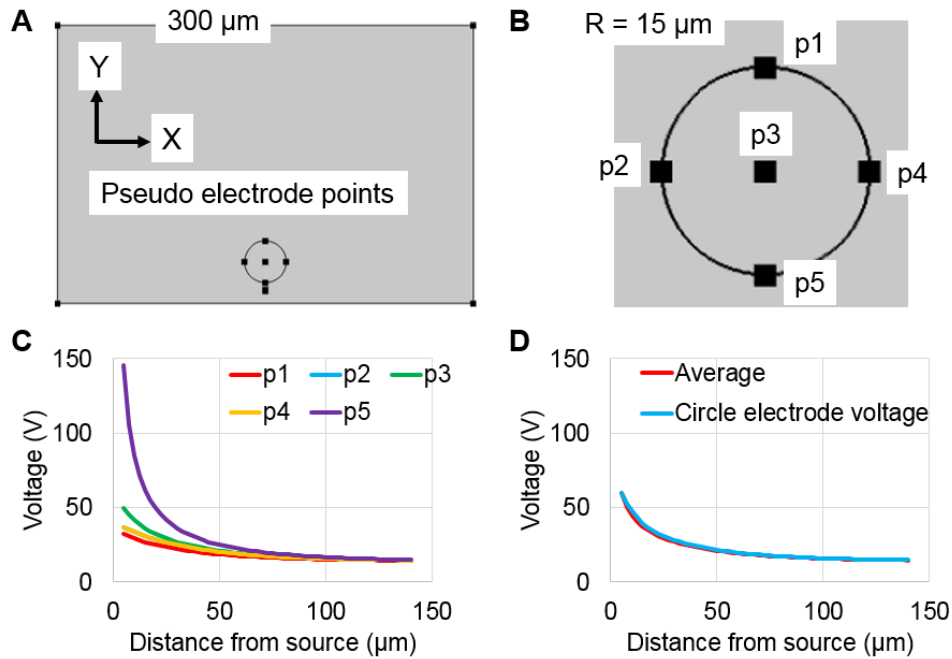 A
300 µm
Y
X
Pseudo electrode points
B
R = 15 µm
p1
p3
p2
p4
p5
C
150
100
50
0
Voltage (V)
p1
p2
p3
p4
p5
0
50
100
150
Distance from source (µm)
D
150
100
50
0
Voltage (V)
Average
Circle electrode voltage
0
50
100
150
Distance from source (µm)